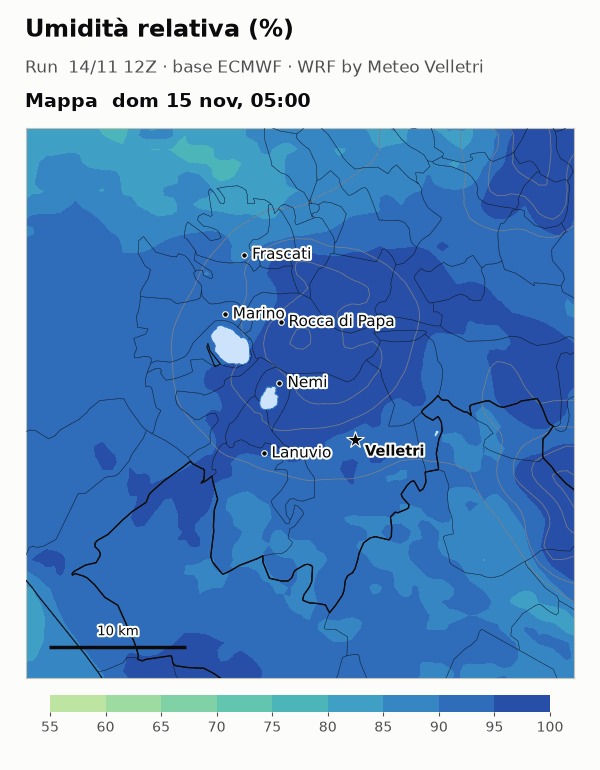 Umidità relativa (%)
Run  14/11 12Z · base ECMWF · WRF by Meteo Velletri
Mappa  dom 15 nov, 05:00
Frascati
Marino
Rocca di Papa
Nemi
Velletri
Lanuvio
10 km
55 60 65 70 75 80 85 90 95 100